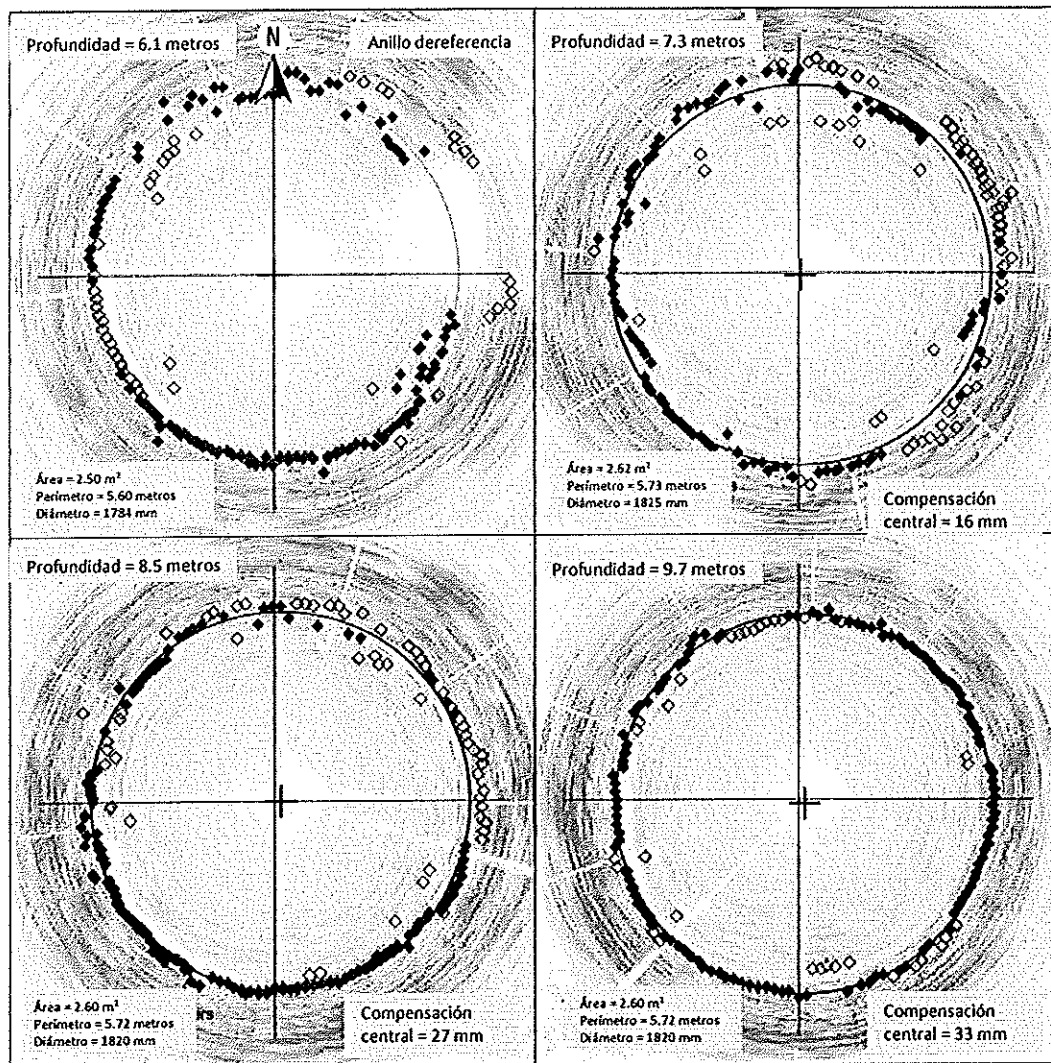 Profundidad = 6.1 metros
N
Anillo dereferencia
Área = 2.50 m²
Perímetro = 5.60 metros
Diámetro = 1784 mm
Profundidad = 7.3 metros
Área = 2.62 m²
Perímetro = 5.73 metros
Diámetro = 1825 mm
Compensación
central = 16 mm
Profundidad = 8.5 metros
Área = 2.60 m²
Perímetro = 5.72 metros
Diámetro = 1820 mm
rs
Compensación
central = 27 mm
Profundidad = 9.7 metros
Área = 2.60 m²
Perímetro = 5.72 metros
Diámetro = 1820 mm
Compensación
central = 33 mm